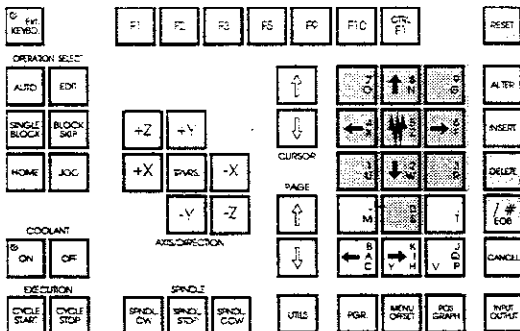 EXT.
KEYBD.
F1 F2 F3 F5 F9 F10 CTRL F1
RESET
OPERATION SELECT
AUTO EDIT
ALTER
SINGLE BLOCK BLOCK SKIP
INSERT
+Z +Y
CURSOR
HOME JOG
+X TRVRS. -X
DELETE
PAGE
-Y -Z
AXIS/DIRECTION
/ #
EOB
COOLANT
ON OFF
CANCEL
EXECUTION
SPINDLE
CYCLE START CYCLE STOP
SPNDL. CW SPNDL. STOP SPNDL. CCW
UTILS PGR. MENU OFFSET POS GRAPH
INPUT OUTPUT